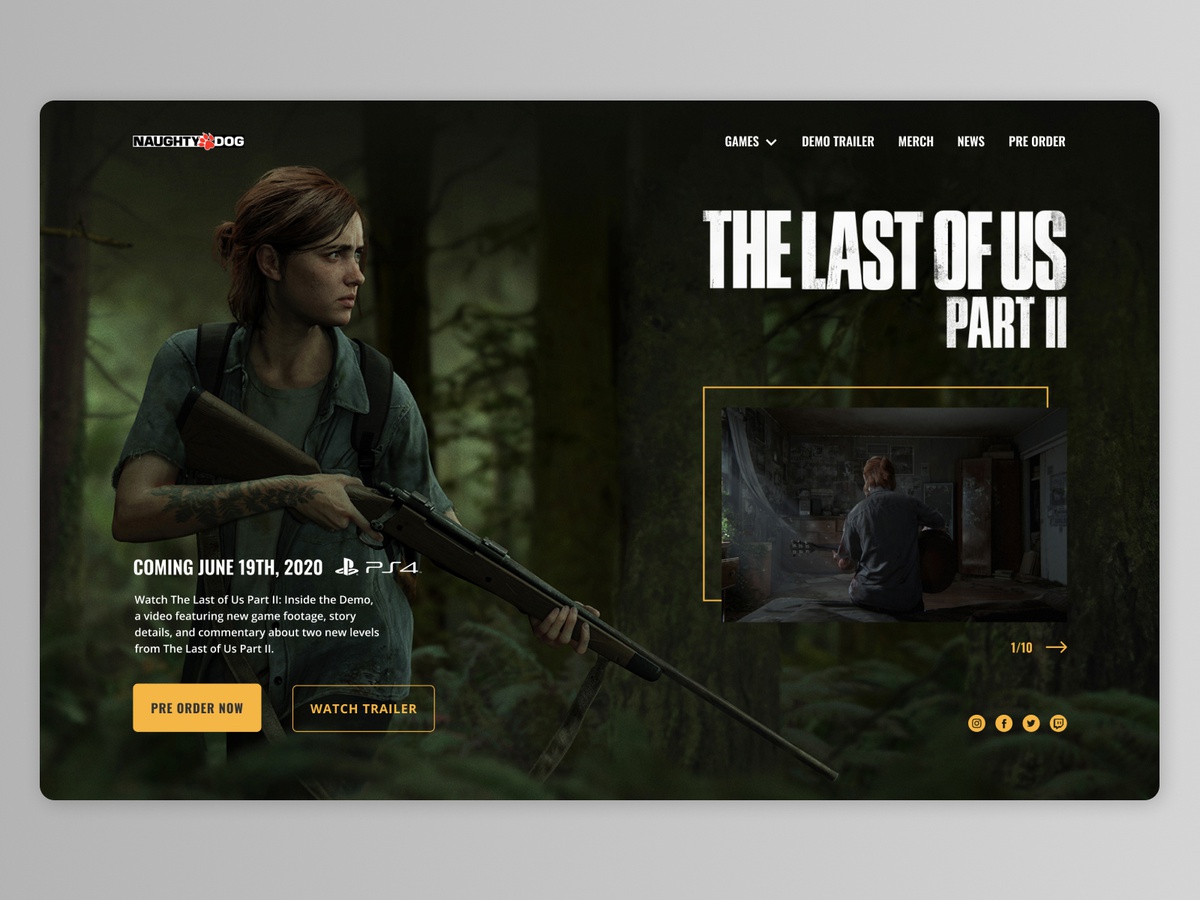 NAUGHTY DOG
GAMES DEMO TRAILER MERCH NEWS PRE ORDER
THE LAST OF US
PART II
COMING JUNE 19TH, 2020 PS4
Watch The Last of Us Part II: Inside the Demo,
a video featuring new game footage, story
details, and commentary about two new levels
from The Last of Us Part II.
PRE ORDER NOW WATCH TRAILER
1/10